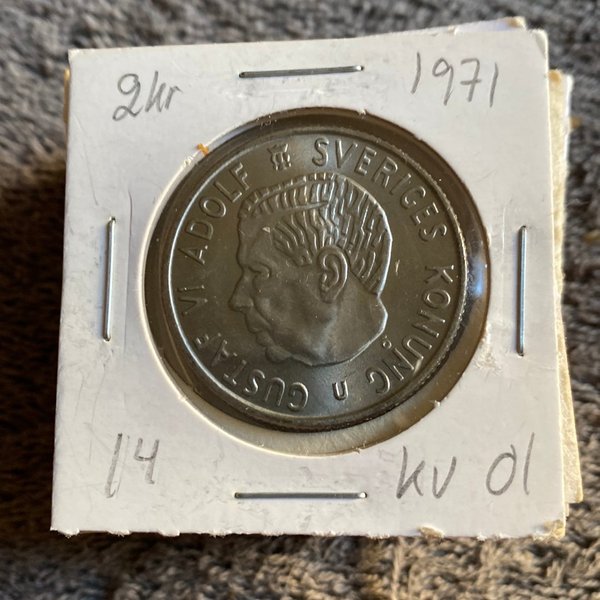 2kr 1971
GUSTAF VI ADOLF SVERIGES KONUNG U
14 kv 01